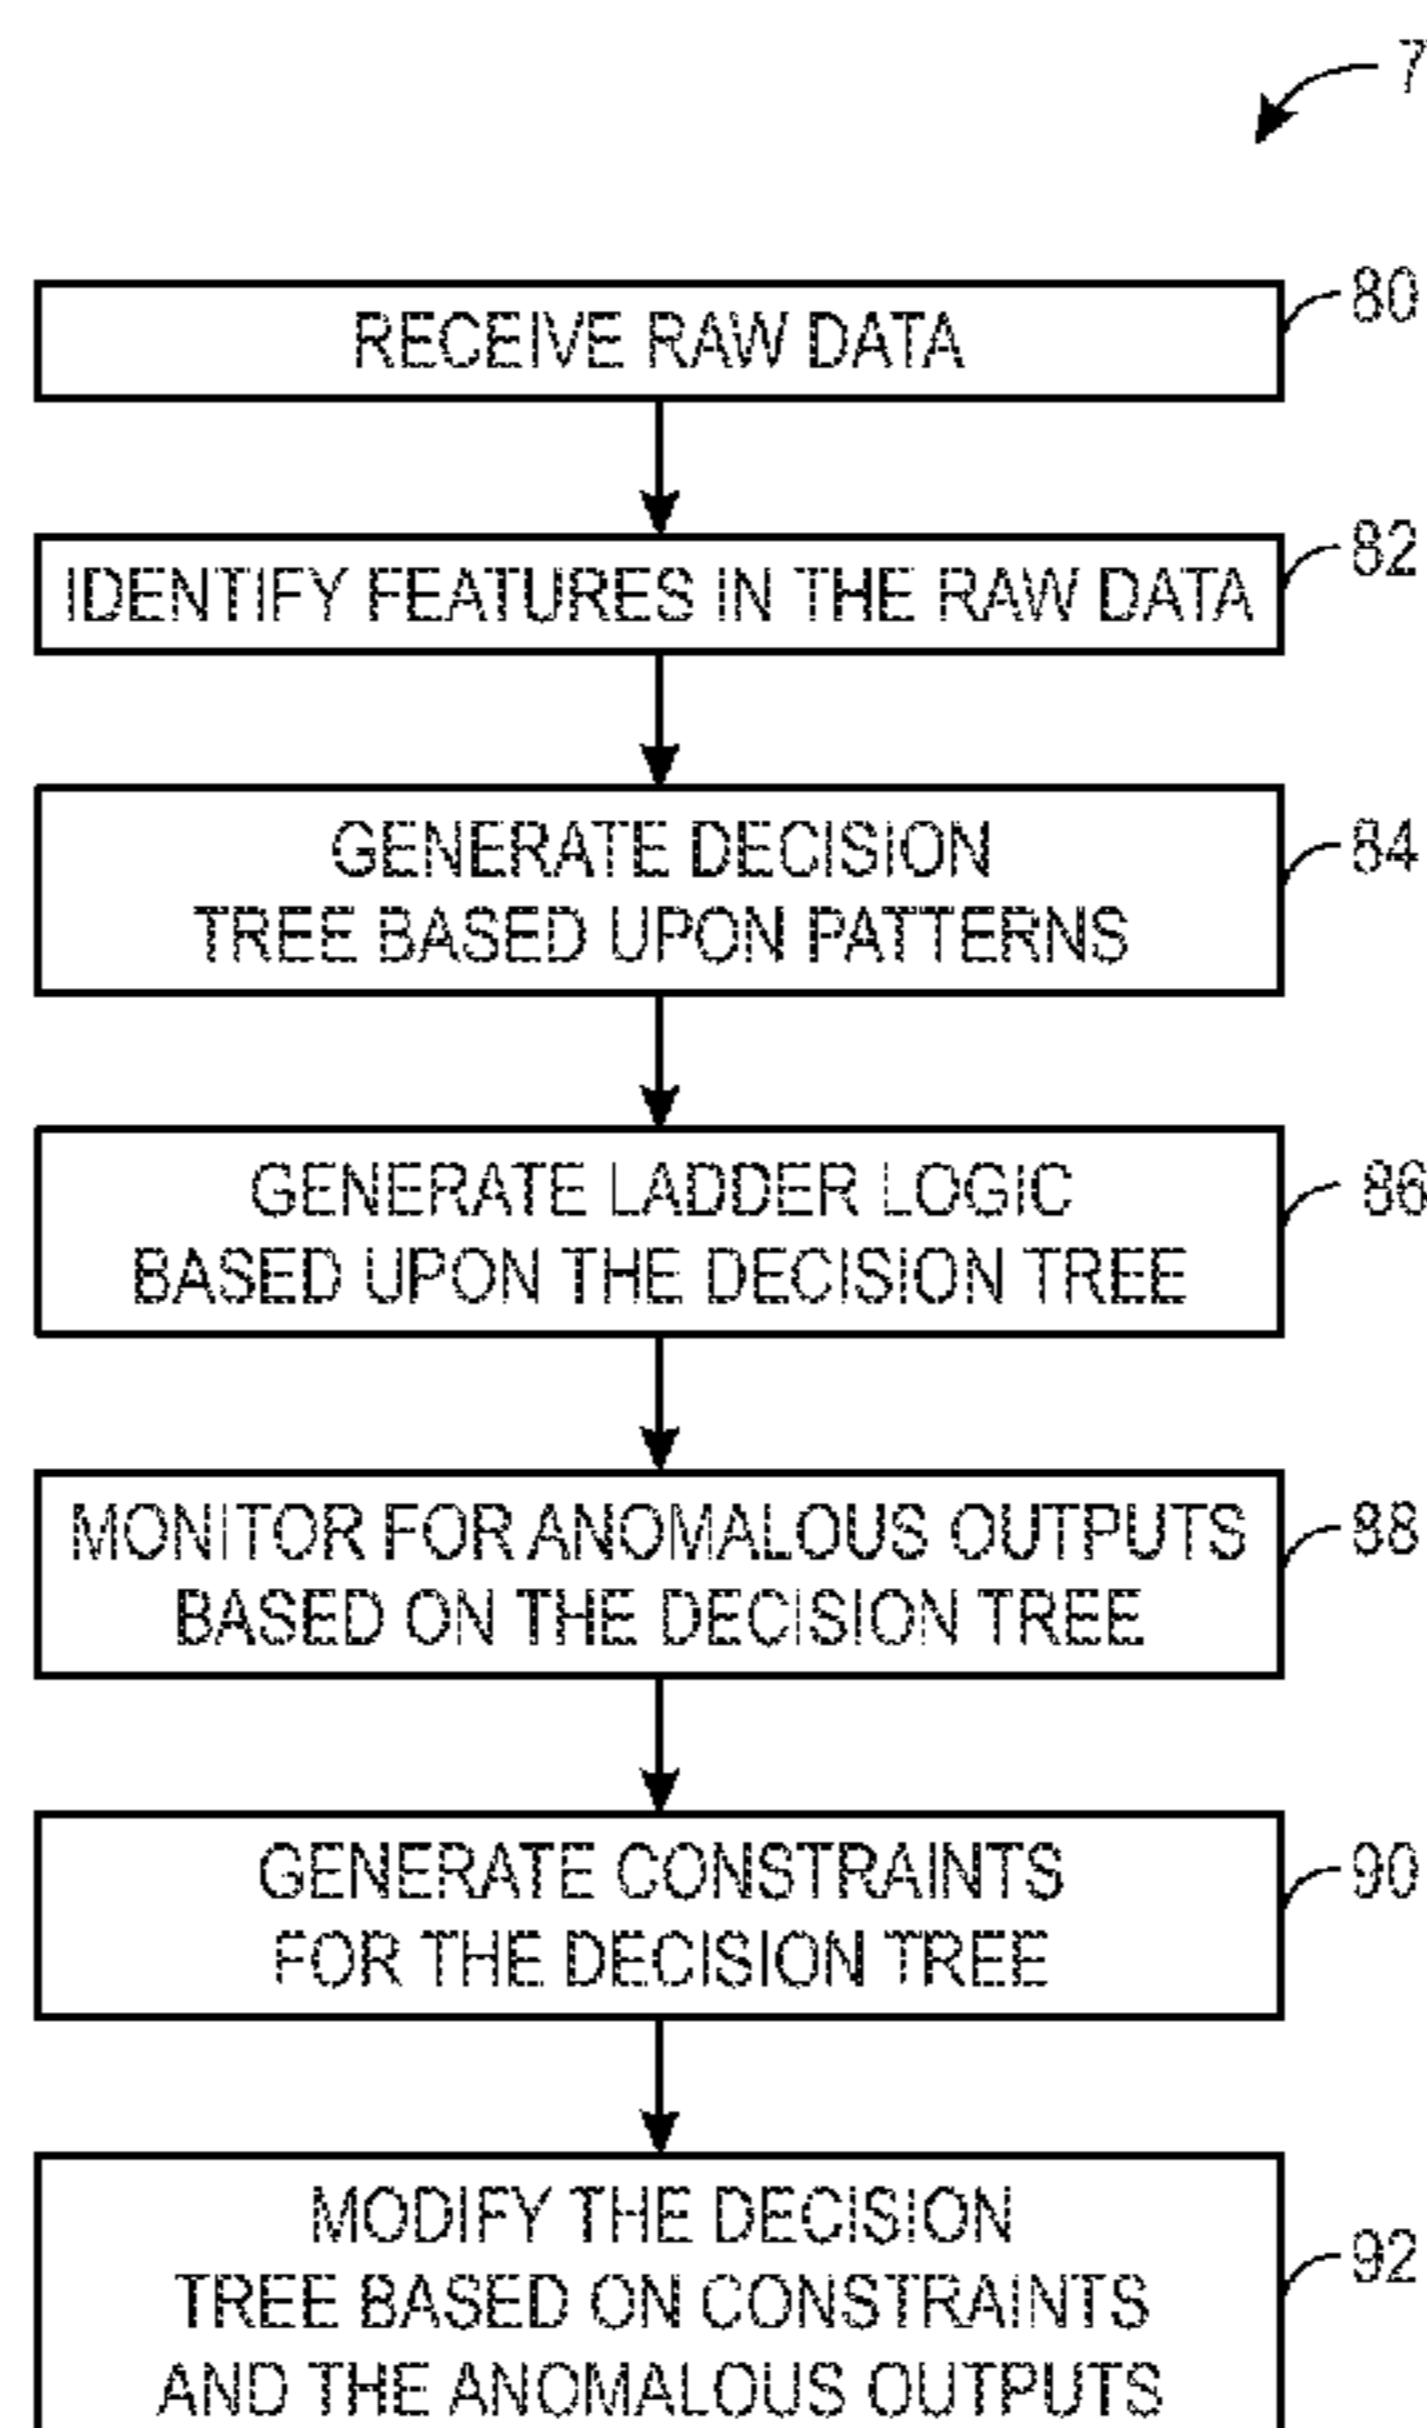 7
RECEIVE RAW DATA
80
IDENTIFY FEATURES IN THE RAW DATA
82
GENERATE DECISION
TREE BASED UPON PATTERNS
84
GENERATE LADDER LOGIC
BASED UPON THE DECISION TREE
86
MONITOR FOR ANOMALOUS OUTPUTS
BASED ON THE DECISION TREE
88
GENERATE CONSTRAINTS
FOR THE DECISION TREE
90
MODIFY THE DECISION
TREE BASED ON CONSTRAINTS
AND THE ANOMALOUS OUTPUTS
92